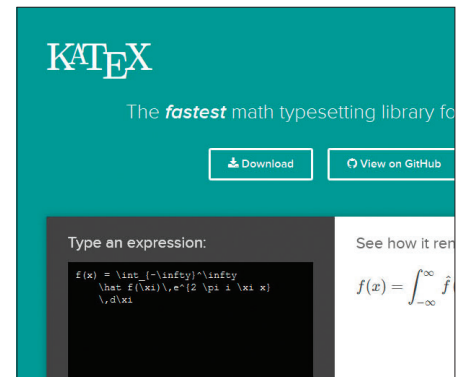 KATEX
The fastest math typesetting library fo
Download
View on GitHub
Type an expression:
See how it ren
f(x) = \int_{-\infty}^\infty
\hat f(\xi)\,e^{2 \pi i \xi x}
\,d\xi
f(x) = ∫_{-∞}^{∞} f̂(